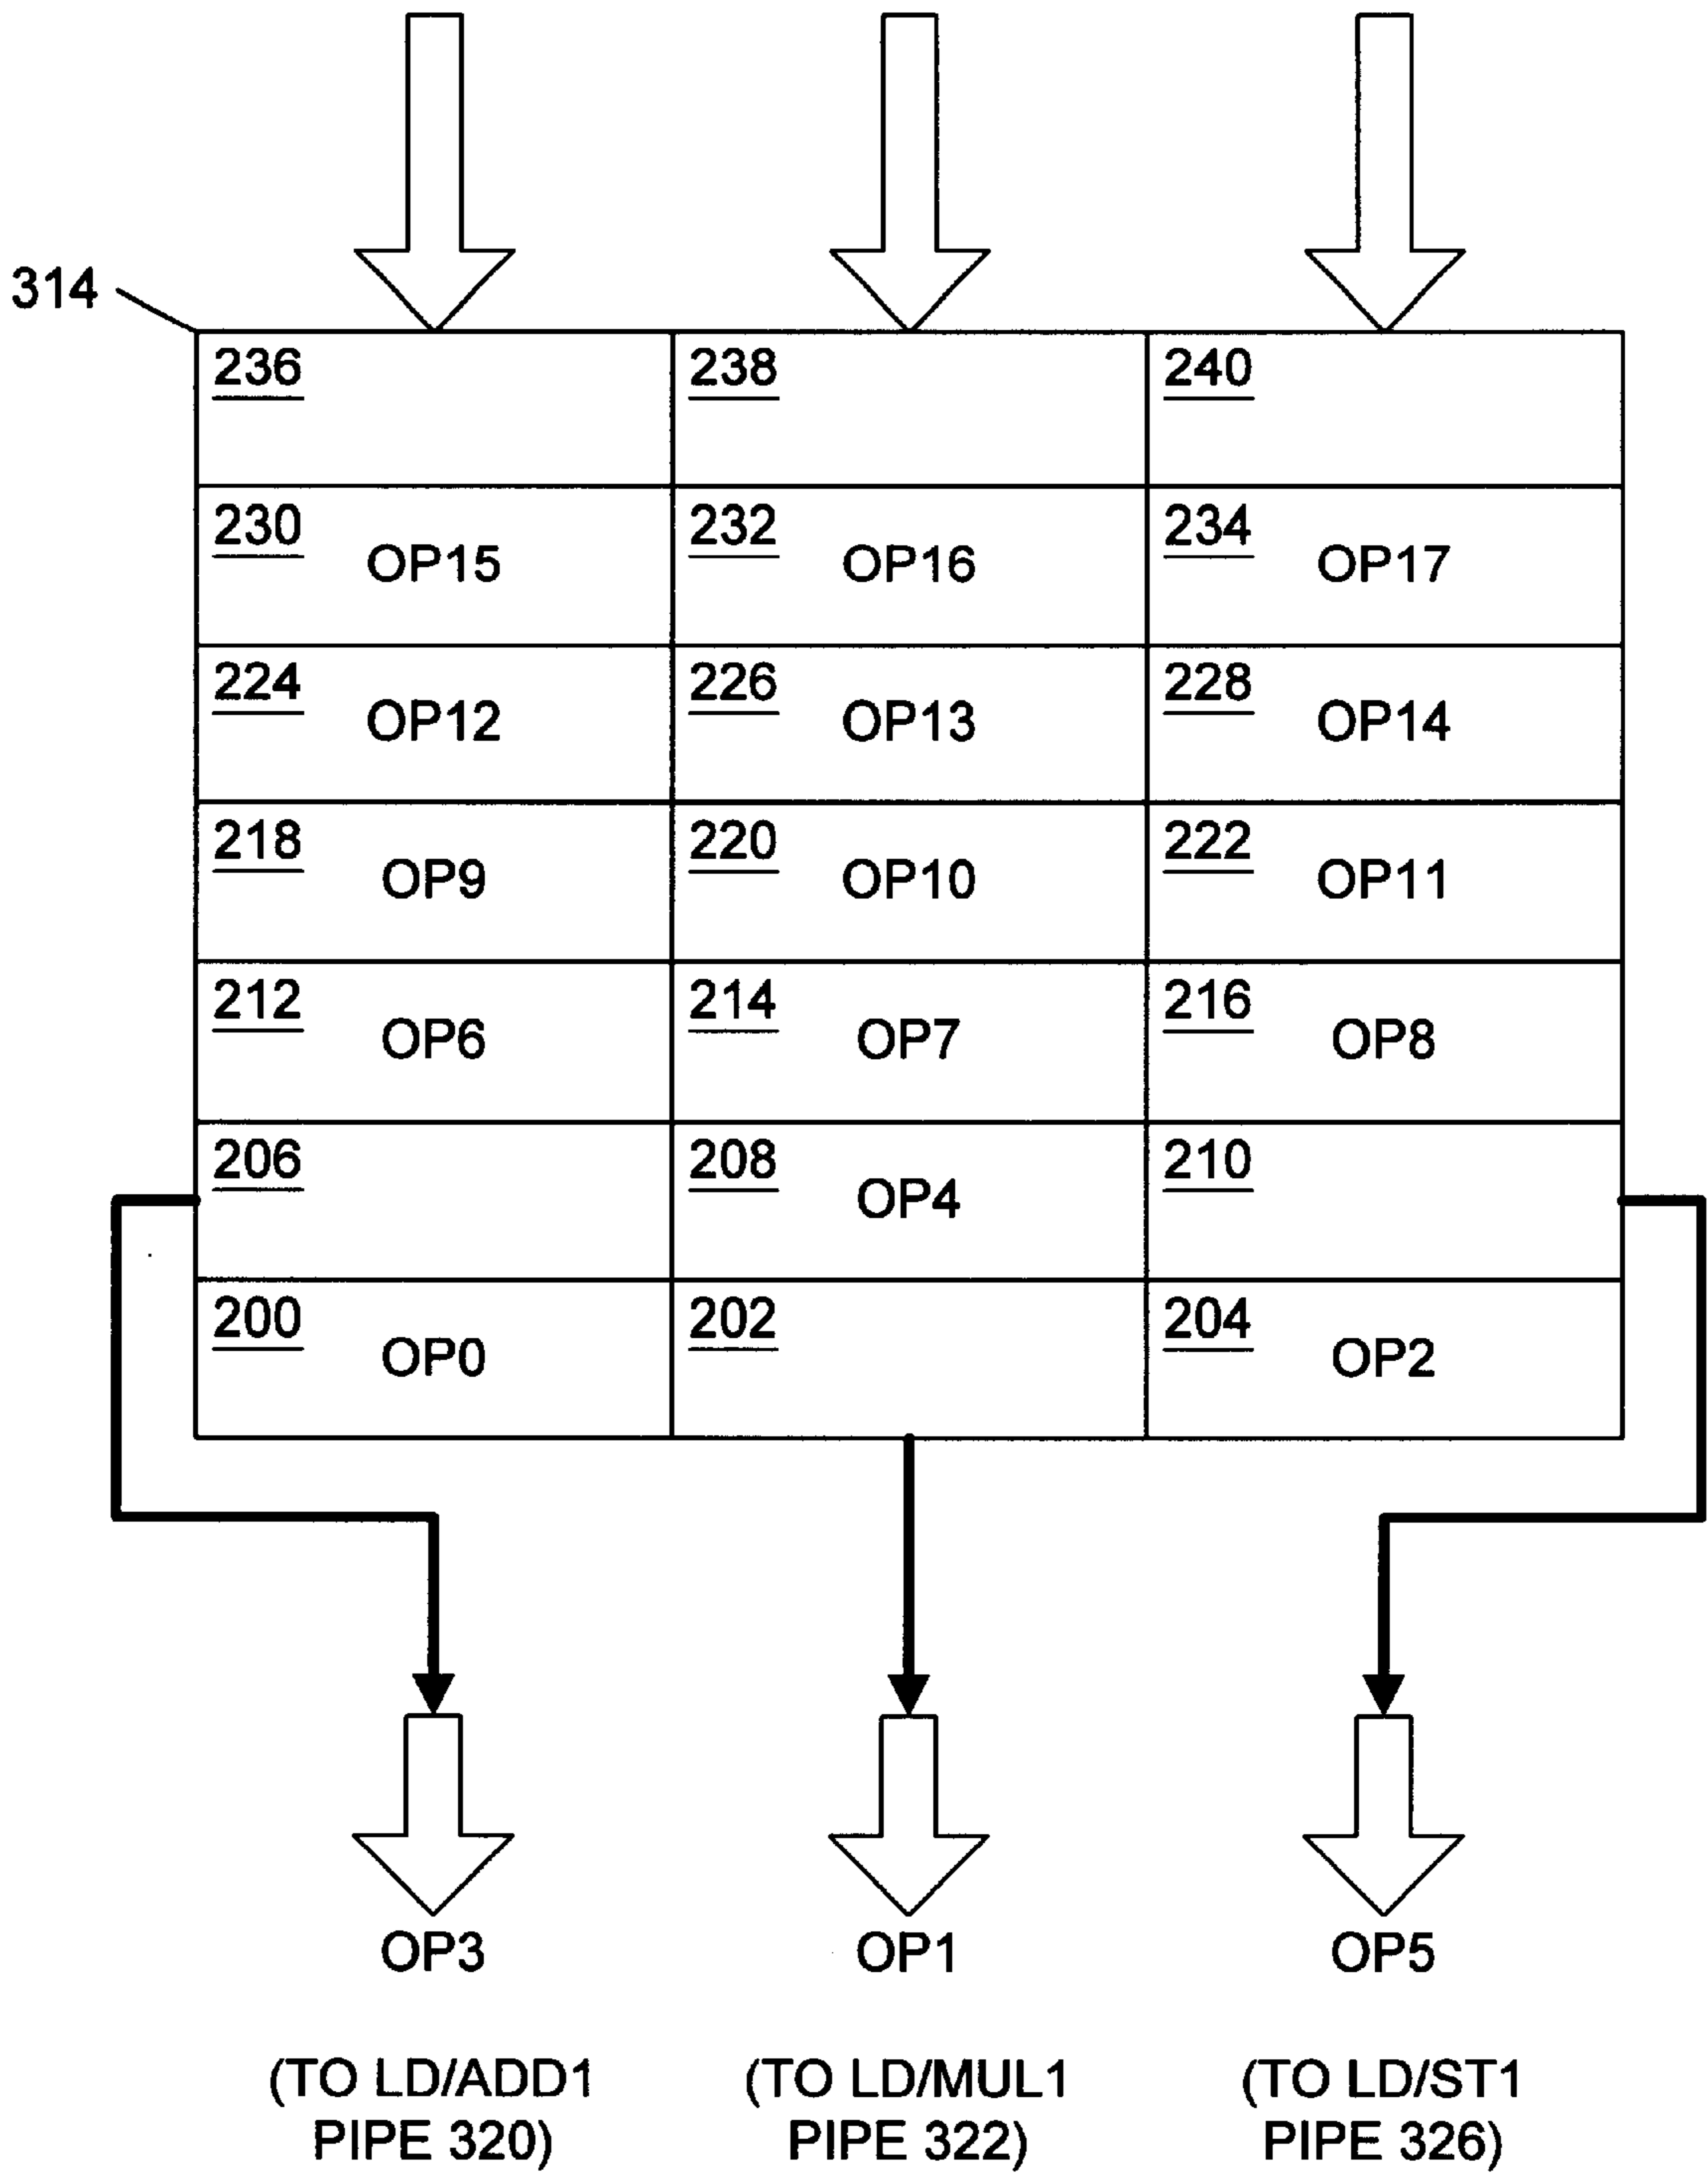 314
236 238 240
230 232 234
OP15 OP16 OP17
224 226 228
OP12 OP13 OP14
218 220 222
OP9 OP10 OP11
212 214 216
OP6 OP7 OP8
206 208 210
OP4
200 202 204
OP0 OP2
OP3 OP1 OP5
(TO LD/ADD1 (TO LD/MUL1 (TO LD/ST1
PIPE 320) PIPE 322) PIPE 326)